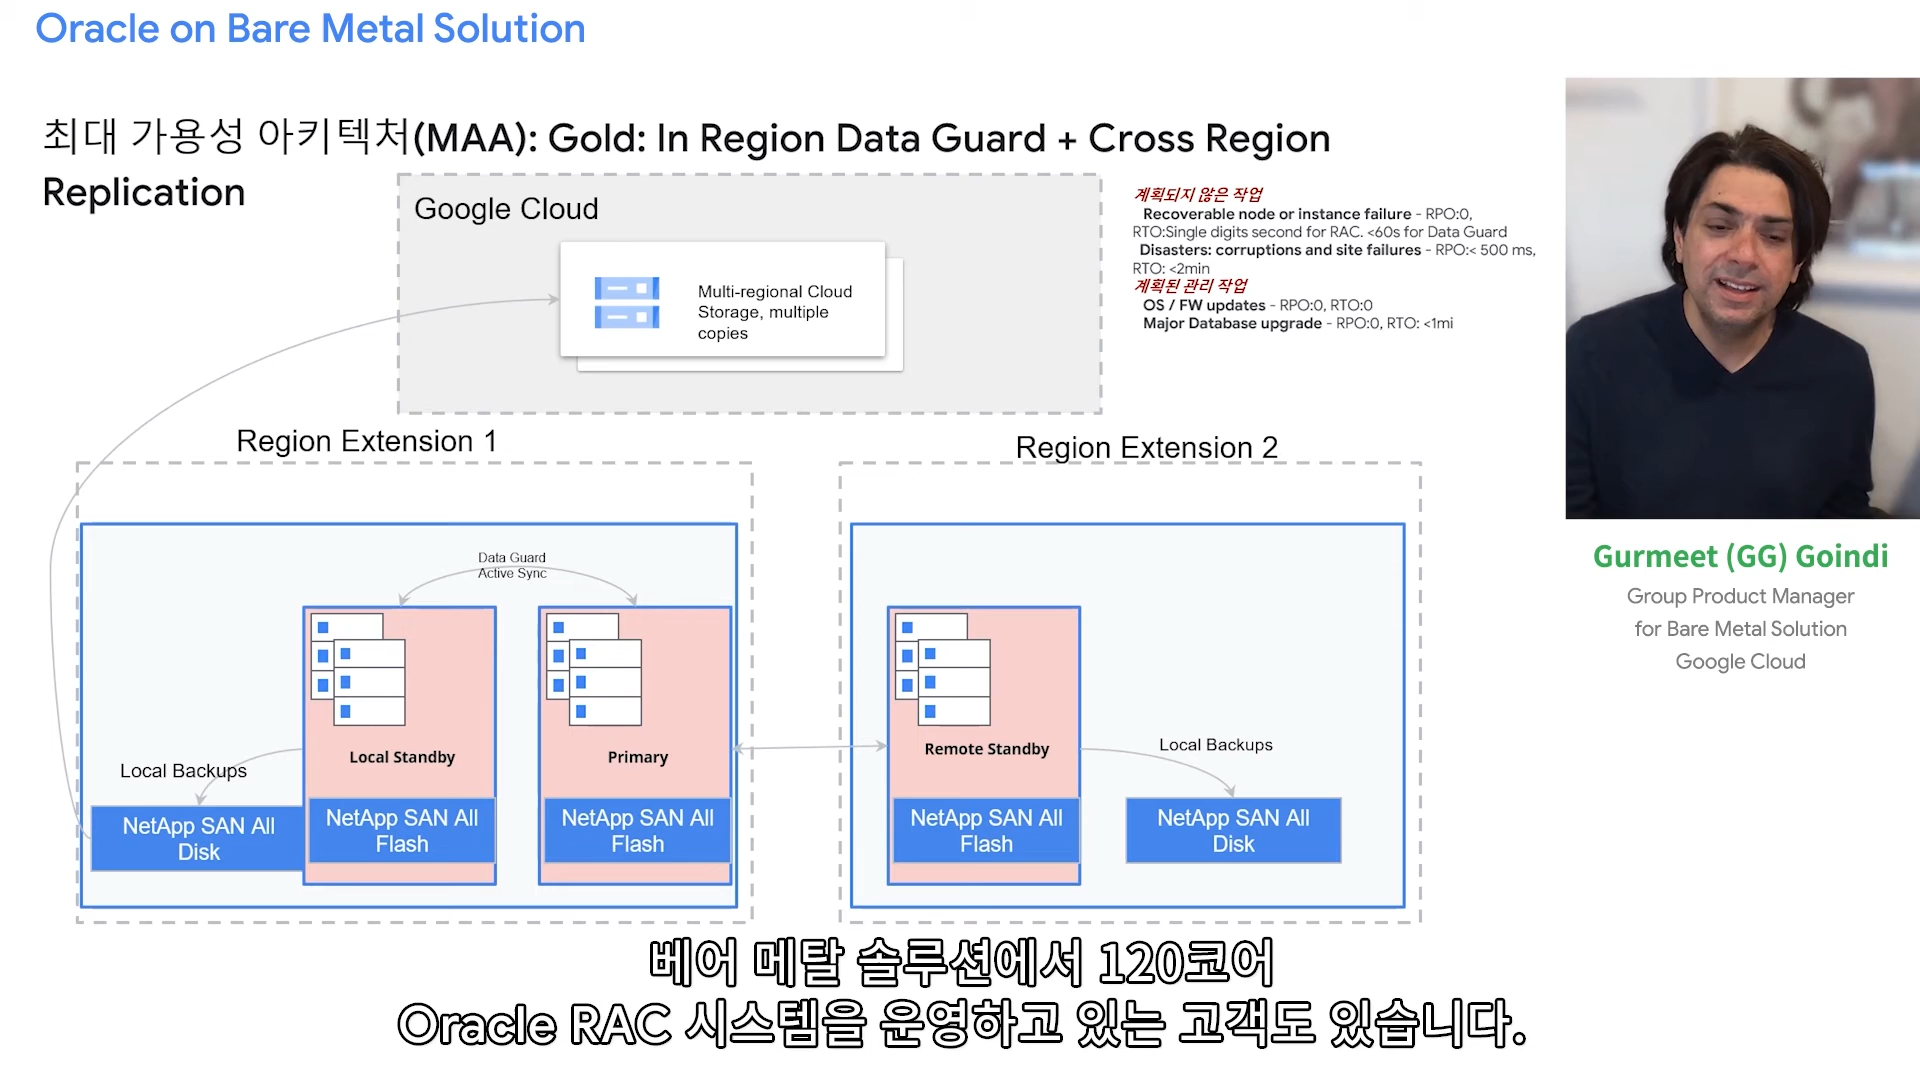 Oracle on Bare Metal Solution
최대 가용성 아키텍처(MAA): Gold: In Region Data Guard + Cross Region
Replication
Google Cloud
Multi-regional Cloud
Storage, multiple
copies
계획되지 않은 작업
Recoverable node or instance failure - RPO:0,
RTO:Single digits second for RAC. <60s for Data Guard
Disasters: corruptions and site failures - RPO:< 500 ms,
RTO: <2min
계획된 관리 작업
OS / FW updates - RPO:0, RTO:0
Major Database upgrade - RPO:0, RTO: <1mi
Region Extension 1
Data Guard
Active Sync
Local Standby
Primary
Local Backups
NetApp SAN All
Disk
NetApp SAN All
Flash
NetApp SAN All
Flash
Region Extension 2
Remote Standby
Local Backups
NetApp SAN All
Flash
NetApp SAN All
Disk
Gurmeet (GG) Goindi
Group Product Manager
for Bare Metal Solution
Google Cloud
베어 메탈 솔루션에서 120코어
Oracle RAC 시스템을 운영하고 있는 고객도 있습니다.